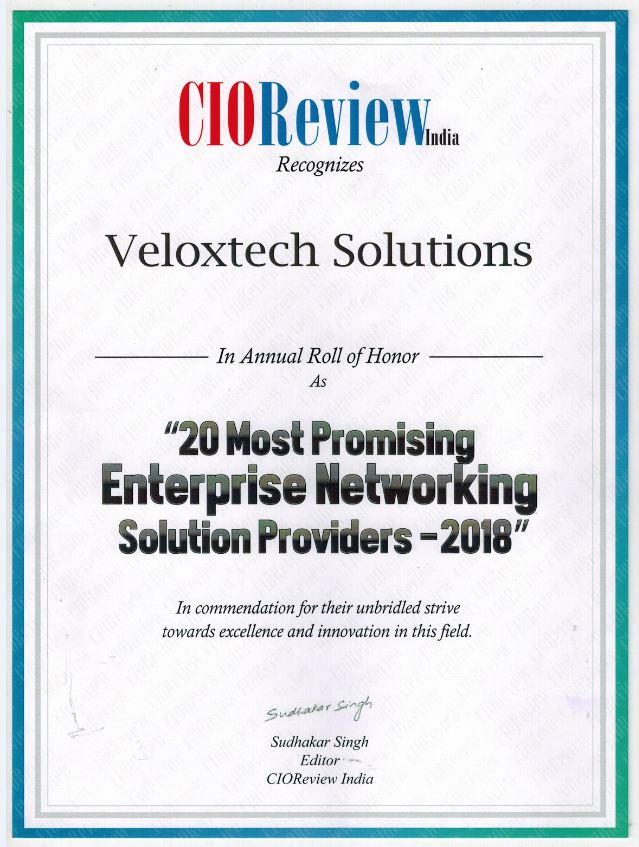 CIOReview India
Recognizes
Veloxtech Solutions
In Annual Roll of Honor
As
“20 Most Promising
Enterprise Networking
Solution Providers – 2018”
In commendation for their unbridled strive
towards excellence and innovation in this field.
Sudhakar Singh
Sudhakar Singh
Editor
CIOReview India